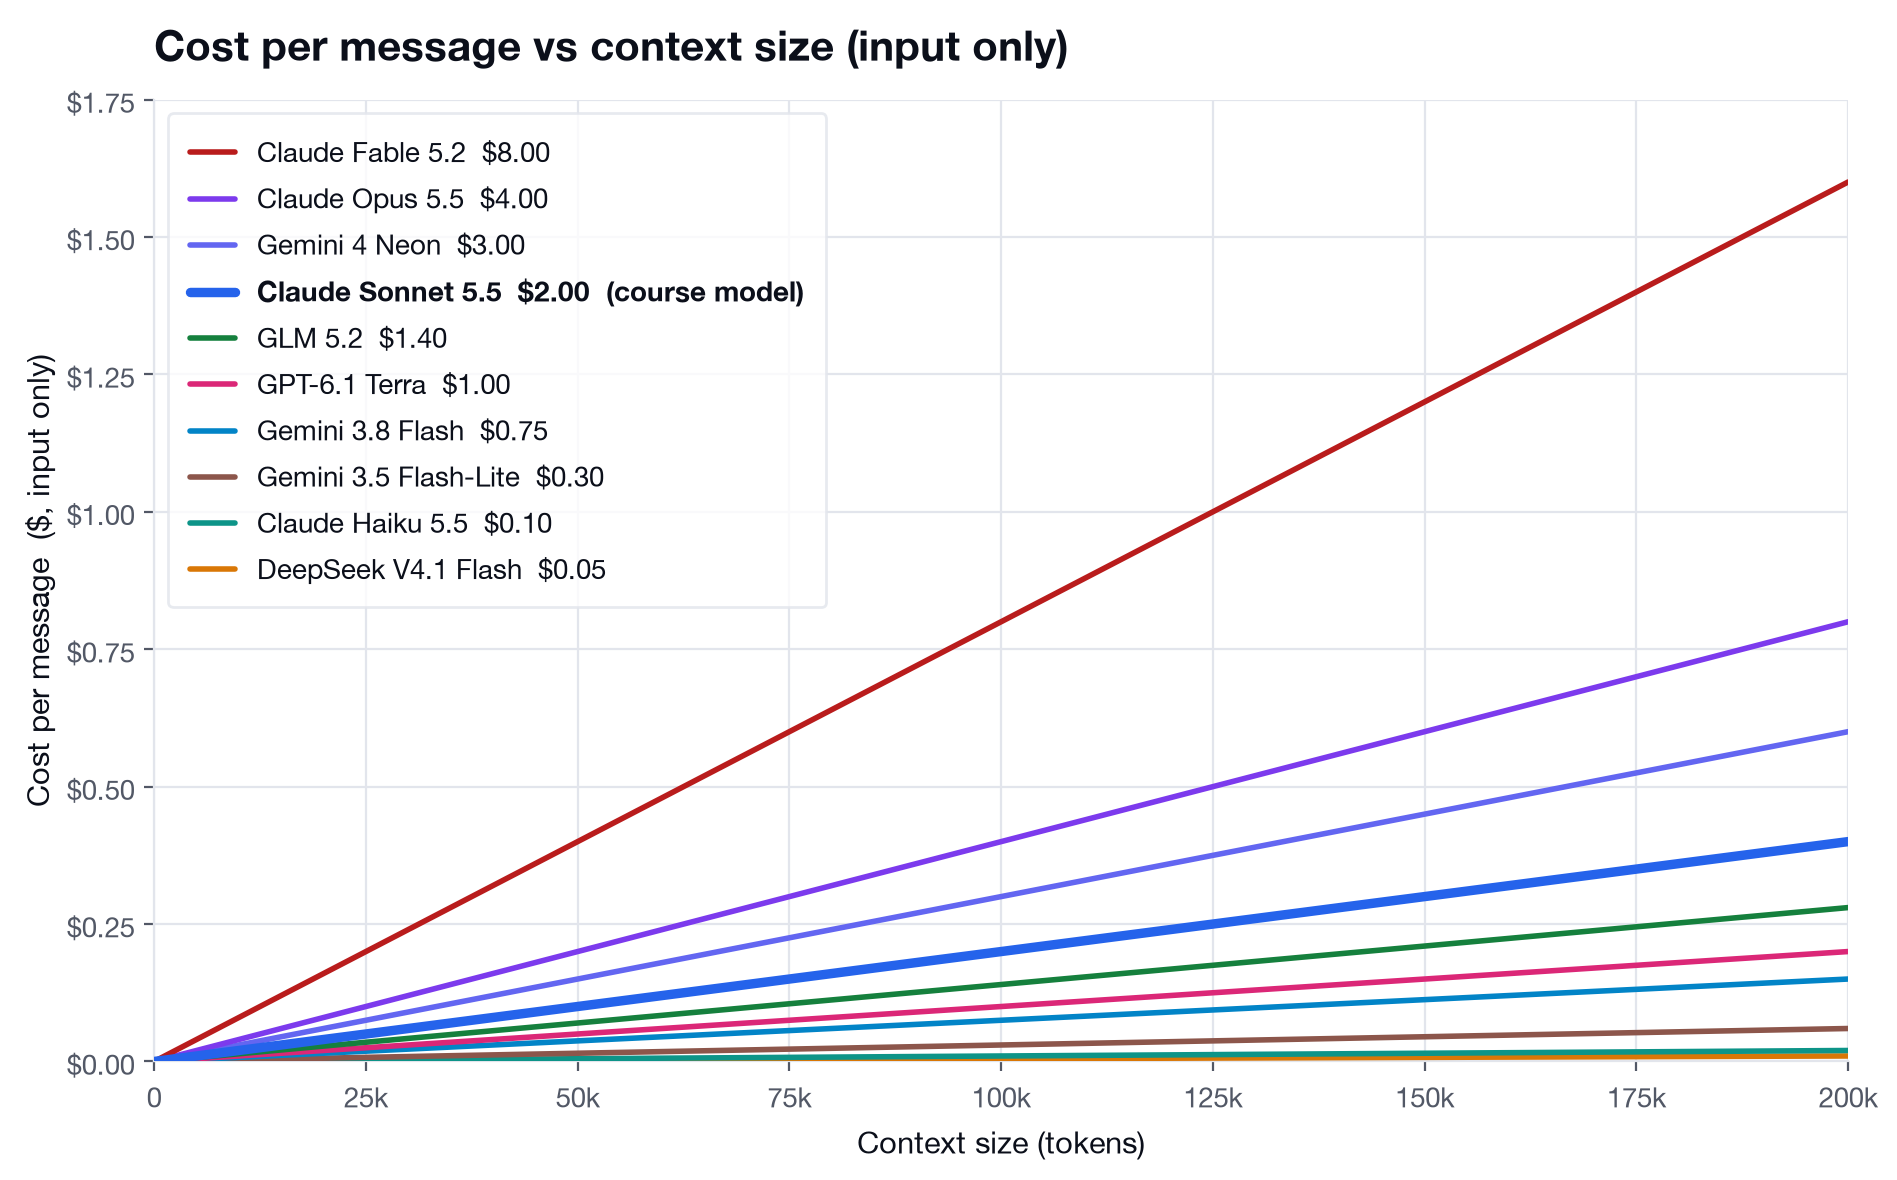 Cost per message vs context size (input only)
$1.75
$1.50
$1.25
$1.00
$0.75
$0.50
$0.25
$0.00
Cost per message ($, input only)
Claude Fable 5.2 $8.00
Claude Opus 5.5 $4.00
Gemini 4 Neon $3.00
Claude Sonnet 5.5 $2.00 (course model)
GLM 5.2 $1.40
GPT-6.1 Terra $1.00
Gemini 3.8 Flash $0.75
Gemini 3.5 Flash-Lite $0.30
Claude Haiku 5.5 $0.10
DeepSeek V4.1 Flash $0.05
0 25k 50k 75k 100k 125k 150k 175k 200k
Context size (tokens)